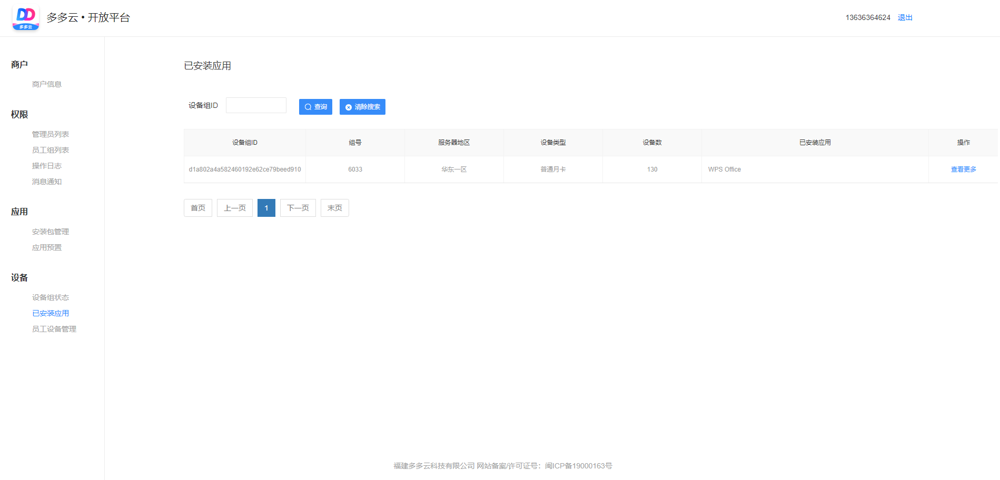 DD
多多云
多多云 • 开放平台
13636364624 退出
商户
商户信息
权限
管理员列表
员工组列表
操作日志
消息通知
应用
安装包管理
应用预置
设备
设备组状态
已安装应用
员工设备管理
已安装应用
设备组ID 查询 清除搜索
设备组ID 组号 服务器地区 设备类型 设备数 已安装应用 操作
d1a802a4a582460192e62ce79beed910 6033 华东一区 普通月卡 130 WPS Office 查看更多
首页 上一页 1 下一页 末页
福建多多云科技有限公司 网站备案/许可证号：闽ICP备19000163号